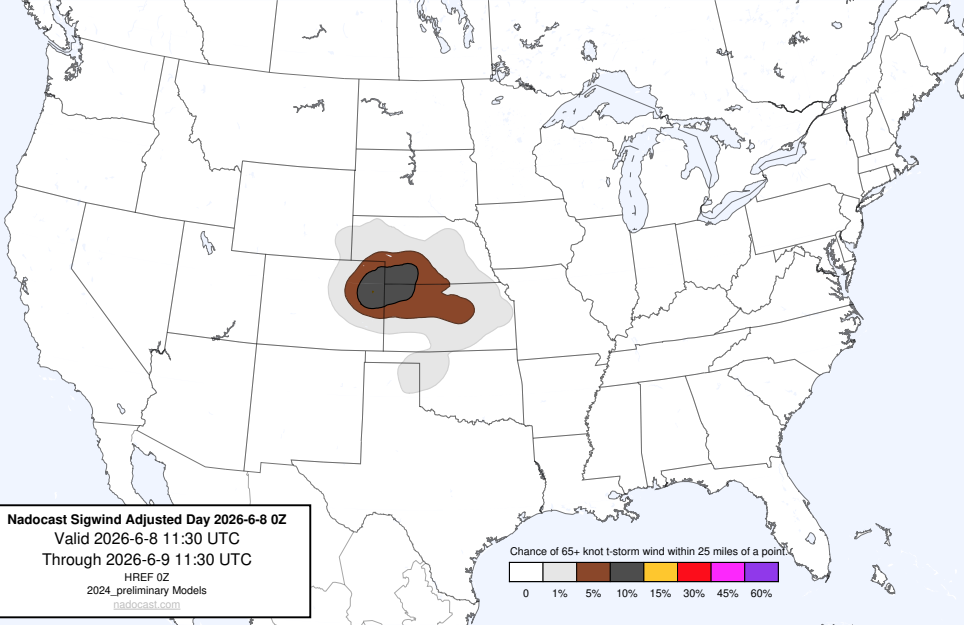 Nadocast Sigwind Adjusted Day 2026-6-8 0Z
Valid 2026-6-8 11:30 UTC
Through 2026-6-9 11:30 UTC
HREF 0Z
2024_preliminary Models
nadocast.com
Chance of 65+ knot t-storm wind within 25 miles of a point.
0 1% 5% 10% 15% 30% 45% 60%